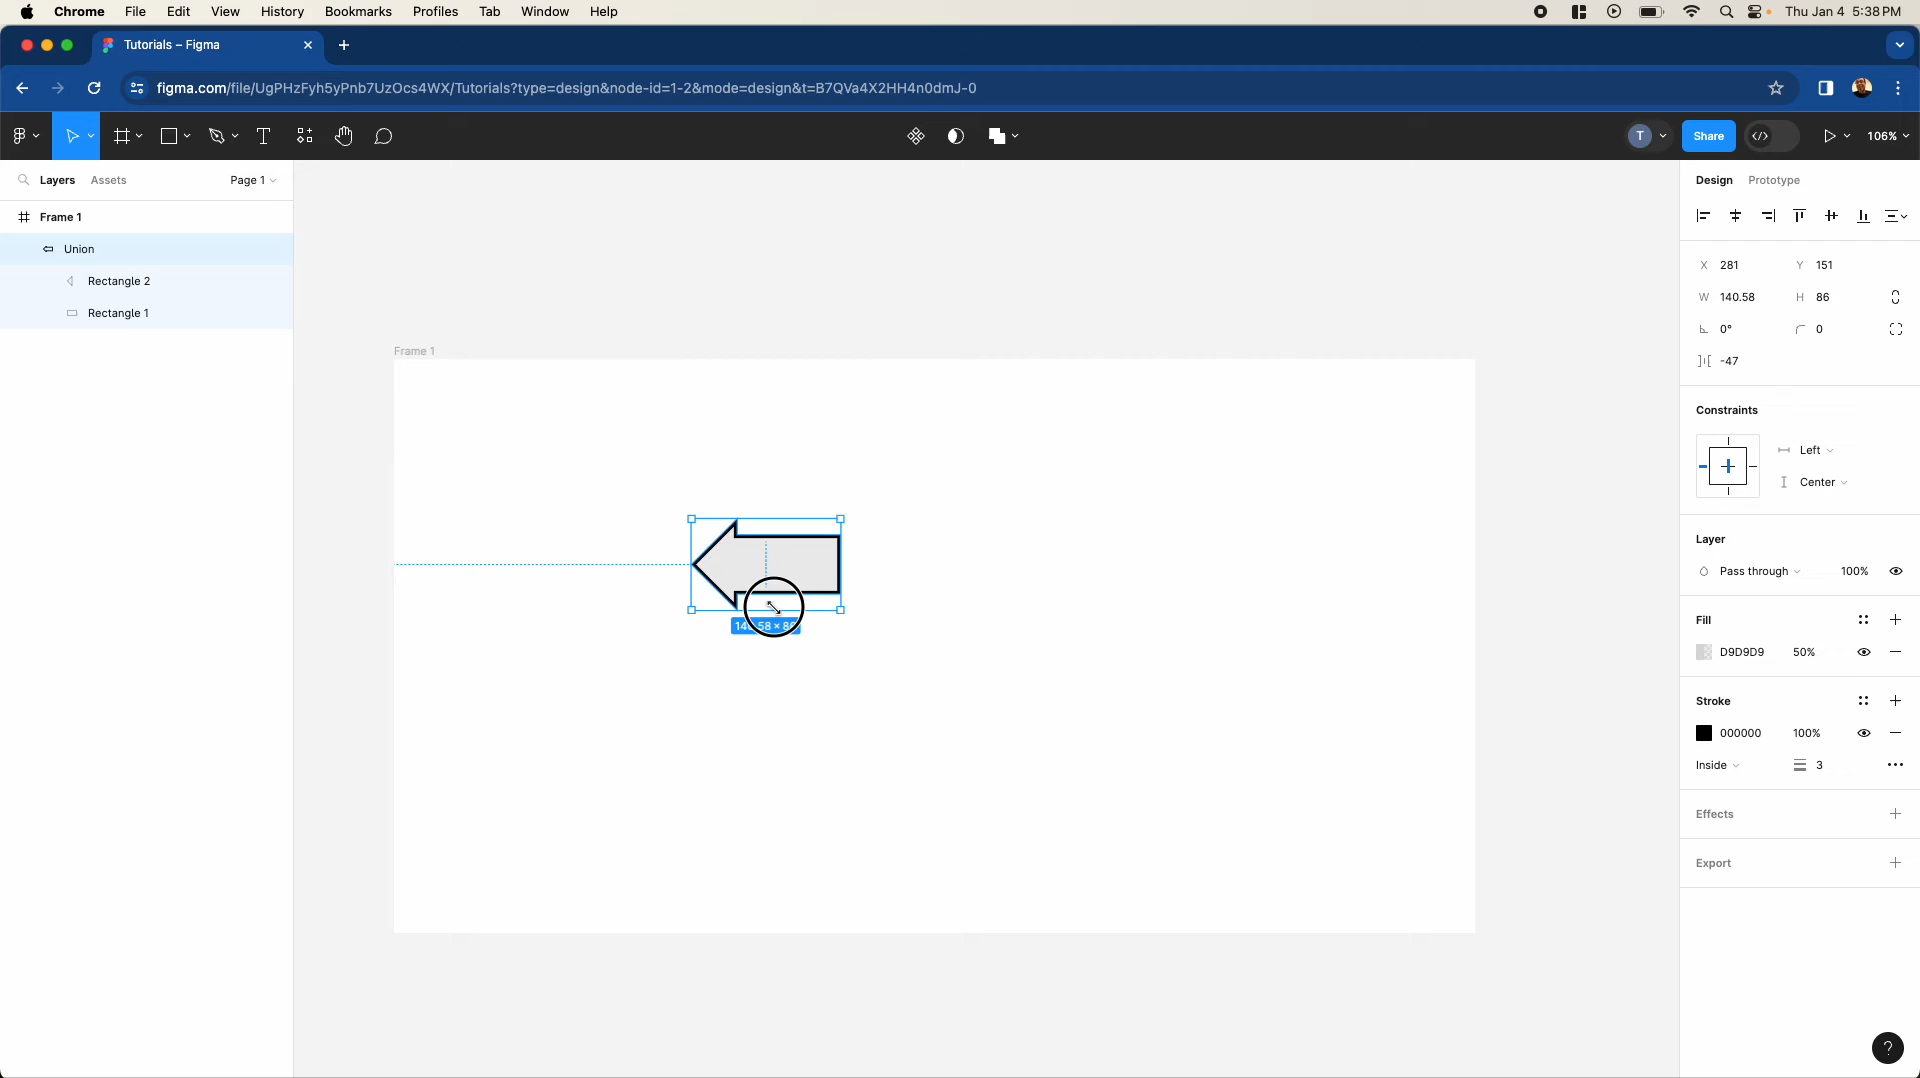 Chrome File Edit View History Bookmarks Profiles Tab Window Help Thu Jan 4 5:38 PM
Tutorials – Figma
figma.com/file/UgPHzFyh5yPnb7UzOcs4WX/Tutorials?type=design&node-id=1-2&mode=design&t=B7QVa4X2HH4n0dmJ-0
T Share 106%
Layers Assets Page 1
Design Prototype
Frame 1
Union
Rectangle 2
Rectangle 1
Frame 1
X 281 Y 151
W 140.58 H 86
0° 0
-47
Constraints
Left
Center
Layer
Pass through 100%
Fill
D9D9D9 50%
Stroke
000000 100%
Inside 3
Effects
Export
?